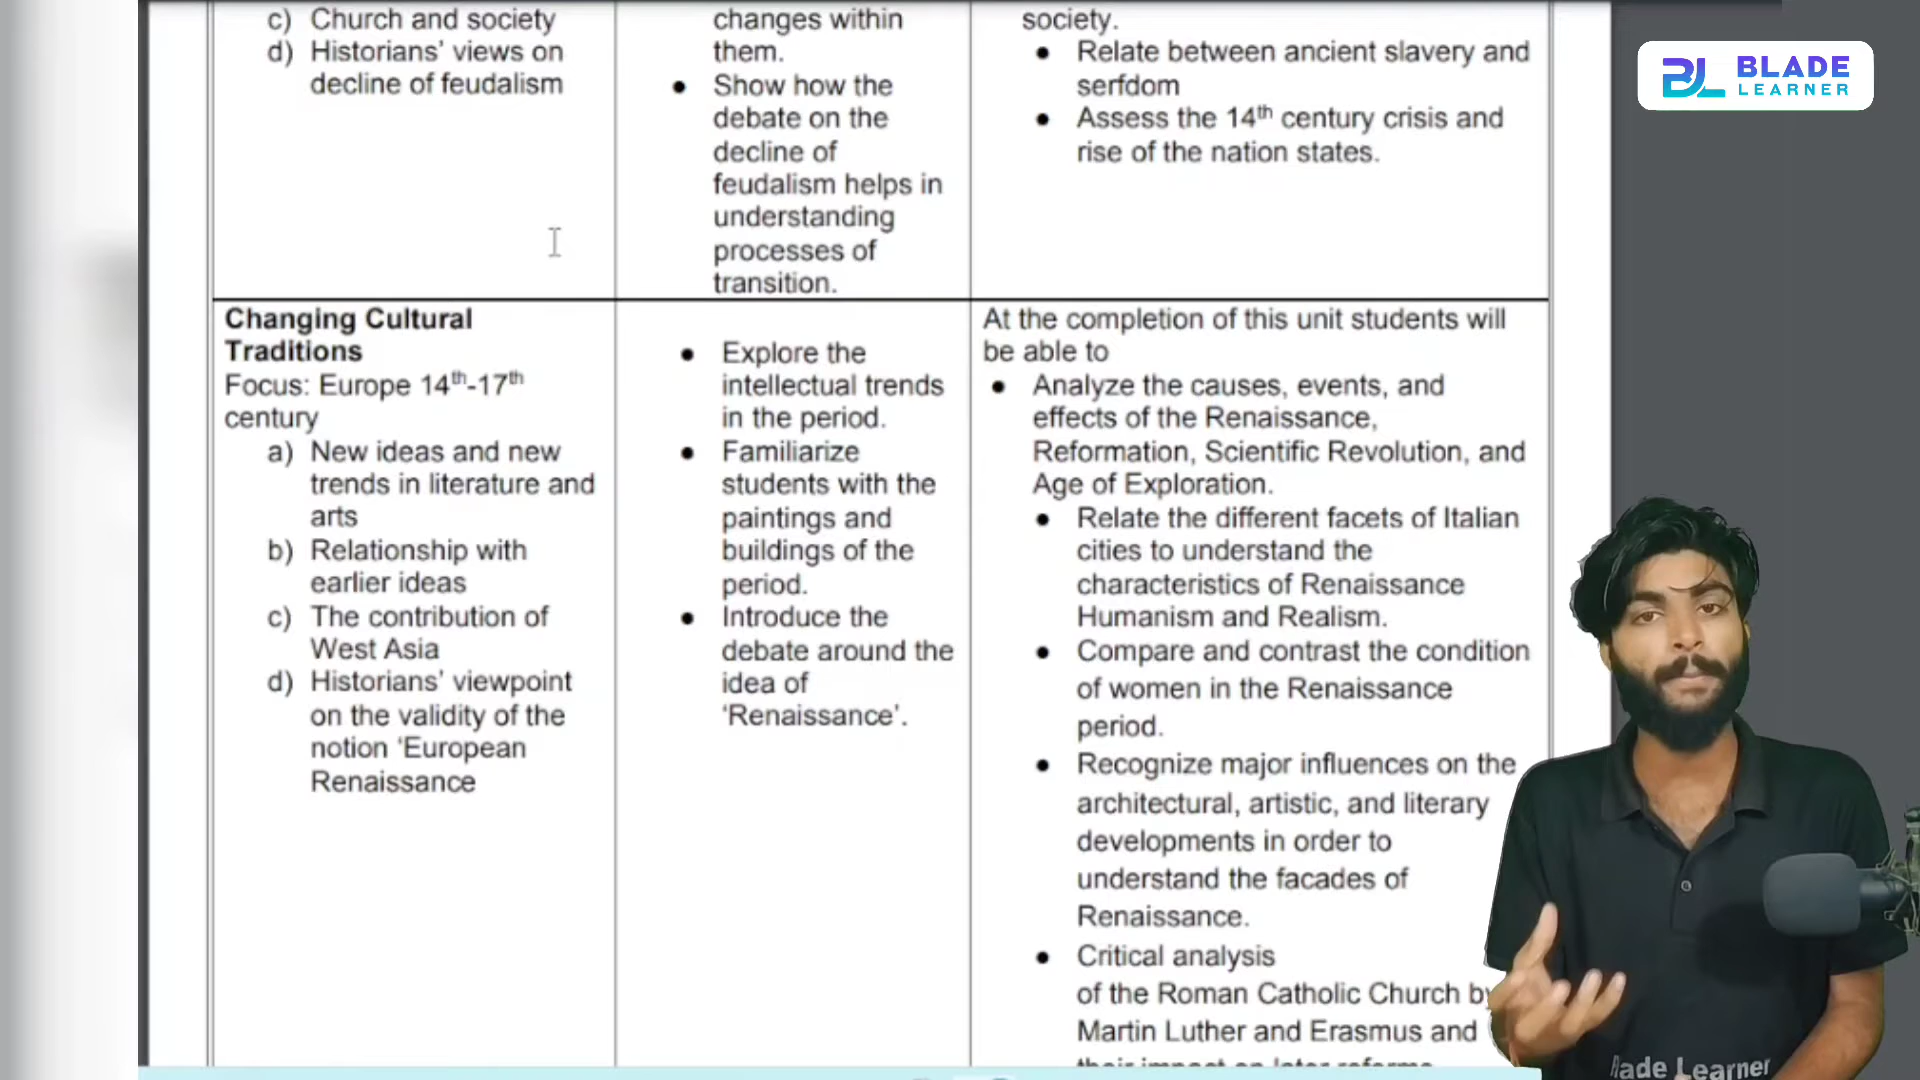 c) Church and society
d) Historians’ views on
decline of feudalism
changes within
them.
● Show how the
debate on the
decline of
feudalism helps in
understanding
processes of
transition.
society.
● Relate between ancient slavery and
serfdom
● Assess the 14th century crisis and
rise of the nation states.
Changing Cultural
Traditions
Focus: Europe 14th-17th
century
a) New ideas and new
trends in literature and
arts
b) Relationship with
earlier ideas
c) The contribution of
West Asia
d) Historians’ viewpoint
on the validity of the
notion ‘European
Renaissance
● Explore the
intellectual trends
in the period.
● Familiarize
students with the
paintings and
buildings of the
period.
● Introduce the
debate around the
idea of
‘Renaissance’.
At the completion of this unit students will
be able to
● Analyze the causes, events, and
effects of the Renaissance,
Reformation, Scientific Revolution, and
Age of Exploration.
● Relate the different facets of Italian
cities to understand the
characteristics of Renaissance
Humanism and Realism.
● Compare and contrast the condition
of women in the Renaissance
period.
● Recognize major influences on the
architectural, artistic, and literary
developments in order to
understand the facades of
Renaissance.
● Critical analysis
of the Roman Catholic Church by
Martin Luther and Erasmus and
their impact on later reforms.
BL BLADE
LEARNER
Blade Learner